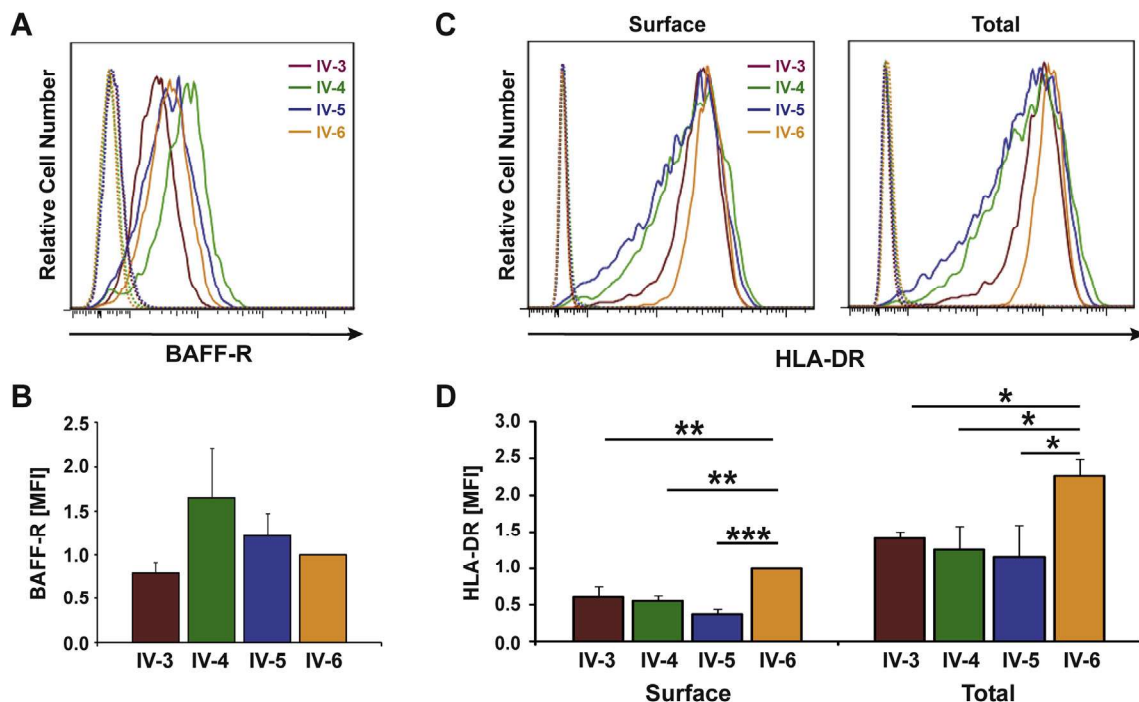 A
Relative Cell Number
IV-3
IV-4
IV-5
IV-6
BAFF-R
B
BAFF-R [MFI]
2.5
2.0
1.5
1.0
0.5
0.0
IV-3 IV-4 IV-5 IV-6
C
Surface Total
Relative Cell Number
IV-3
IV-4
IV-5
IV-6
HLA-DR
D
HLA-DR [MFI]
3.0
2.5
2.0
1.5
1.0
0.5
0.0
**
**
***
*
*
*
IV-3 IV-4 IV-5 IV-6 IV-3 IV-4 IV-5 IV-6
Surface Total